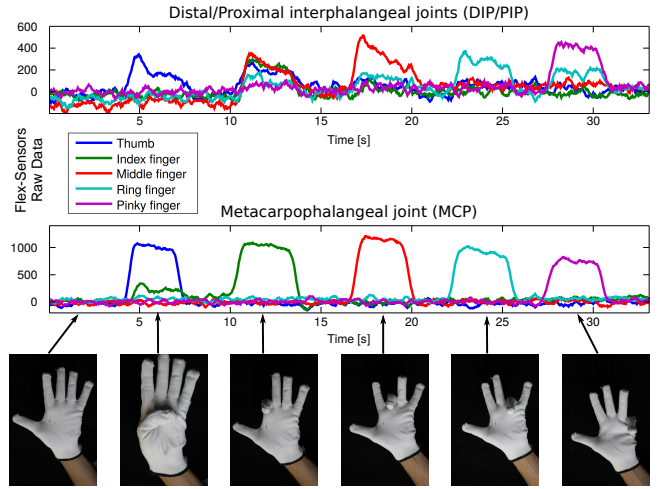 Distal/Proximal interphalangeal joints (DIP/PIP)
600
400
200
0
5
10
15
20
25
30
Time [s]
Flex-Sensors
Raw Data
Thumb
Index finger
Middle finger
Ring finger
Pinky finger
Metacarpophalangeal joint (MCP)
1000
500
0
5
10
15
20
25
30
Time [s]